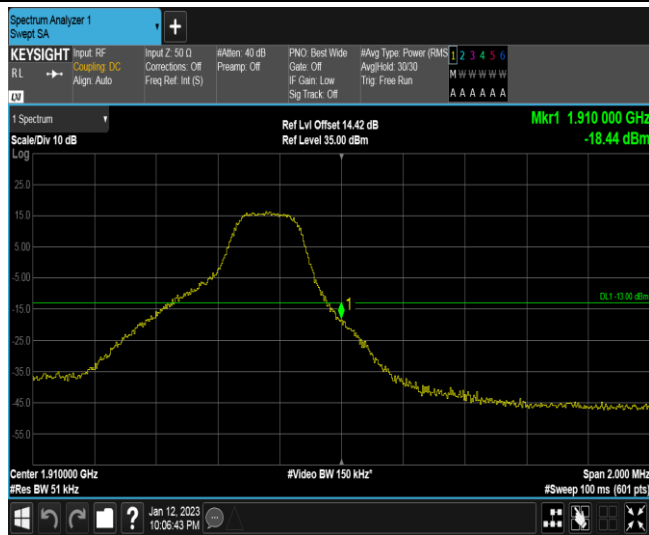 Spectrum Analyzer 1
Swept SA
+
KEYSIGHT Input: RF Input Z: 50 Ω #Atten: 40 dB PNO: Best Wide #Avg Type: Power (RMS 1 2 3 4 5 6
RL Coupling: DC Corrections: Off Preamp: Off Gate: Off Avg|Hold: 30/30 M W W W W W
Align: Auto Freq Ref: Int (S) IF Gain: Low Trig: Free Run
Sig Track: Off A A A A A A
LXI
1 Spectrum
Scale/Div 10 dB
Ref Lvl Offset 14.42 dB
Ref Level 35.00 dBm
Mkr1 1.910 000 GHz
-18.44 dBm
Log
25.0
15.0
5.00
-5.00
DL1 -13.00 dBm
1
-15.0
-25.0
-35.0
-45.0
-55.0
Center 1.910000 GHz #Video BW 150 kHz* Span 2.000 MHz
#Res BW 51 kHz #Sweep 100 ms (601 pts)
? Jan 12, 2023
10:06:43 PM